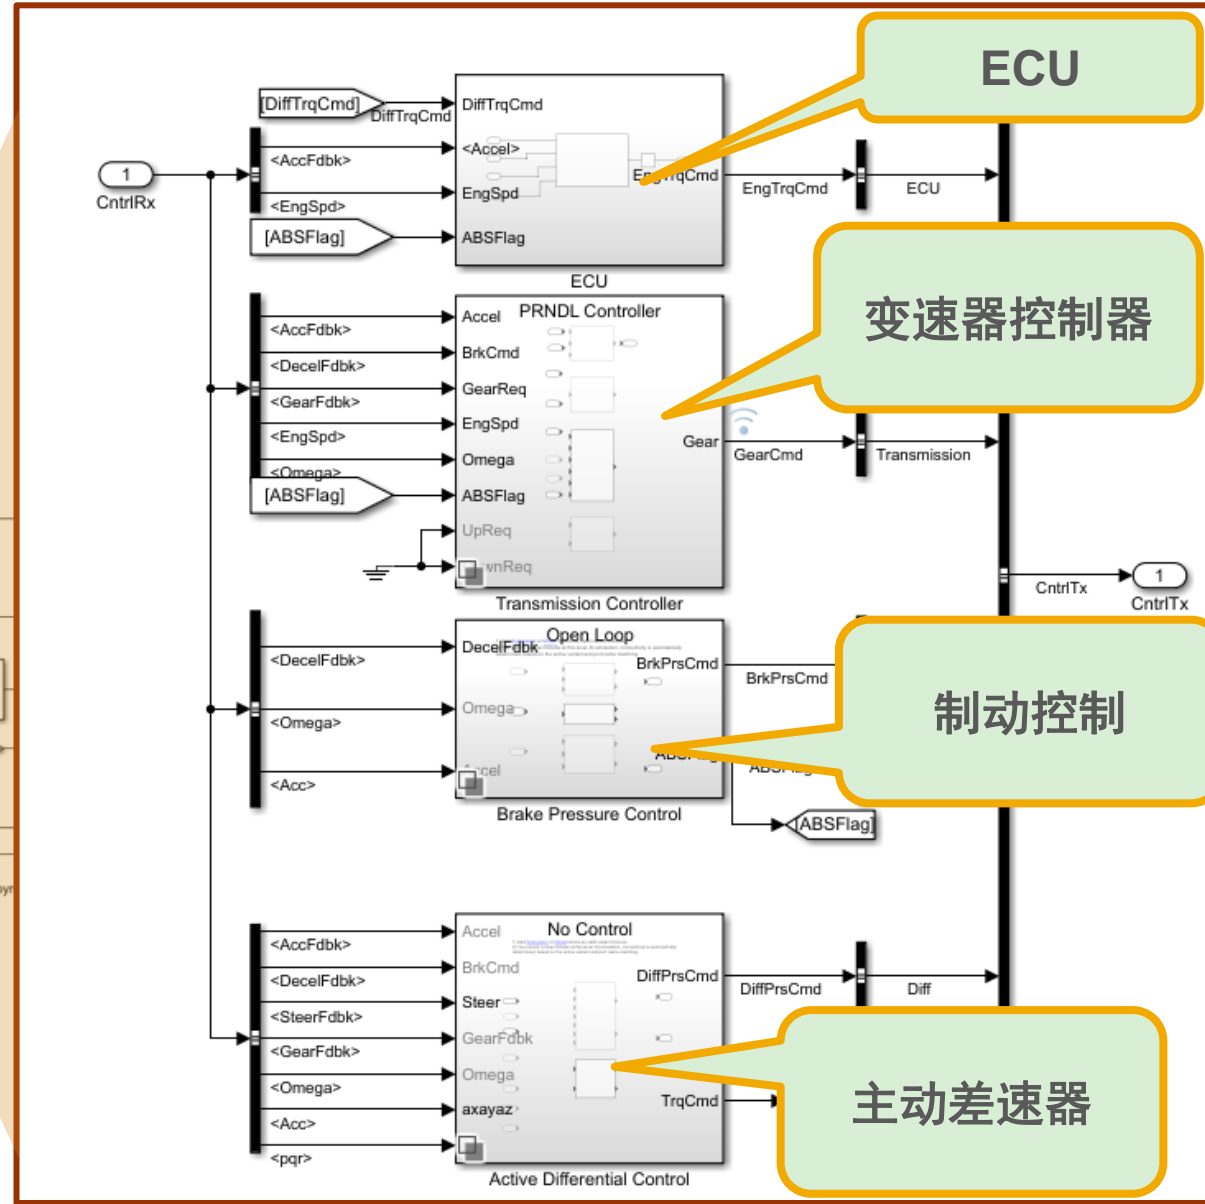 ECU
[DiffTrqCmd]
DiffTrqCmd
DiffTrqCmd
<AccFdbk>
<Accel>
1
CntrlRx
EngTrqCmd
EngTrqCmd
ECU
<EngSpd>
EngSpd
[ABSFlag]
ABSFlag
ECU
变速器控制器
PRNDL Controller
Accel
<AccFdbk>
BrkCmd
<DecelFdbk>
GearReq
<GearFdbk>
EngSpd
<EngSpd>
Gear
GearCmd
Transmission
Omega
<Omega>
[ABSFlag]
ABSFlag
UpReq
wnReq
Transmission Controller
CntrlTx
1
CntrlTx
Open Loop
DecelFdbk
<DecelFdbk>
BrkPrsCmd
BrkPrsCmd
制动控制
Omega
<Omega>
<Acc>
Brake Pressure Control
[ABSFlag]
No Control
Accel
<AccFdbk>
BrkCmd
<DecelFdbk>
DiffPrsCmd
DiffPrsCmd
Diff
Steer
<SteerFdbk>
GearFdbk
<GearFdbk>
Omega
<Omega>
TrqCmd
主动差速器
axayaz
<Acc>
<pqr>
Active Differential Control